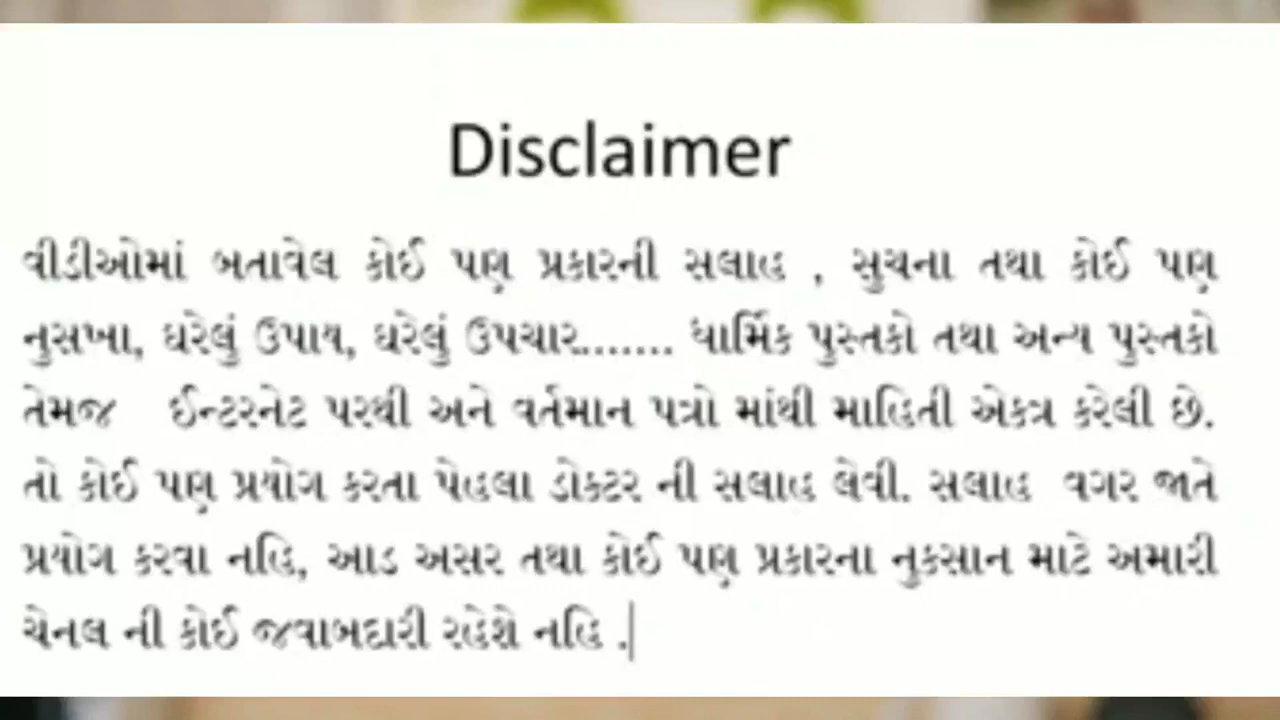 Disclaimer
વીડીઓમાં બતાવેલ કોઈ પણ પ્રકારની સલાહ , સુચના તથા કોઈ પણ
નુસખા, ઘરેલું ઉપાય, ઘરેલું ઉપચાર....... ધાર્મિક પુસ્તકો તથા અન્ય પુસ્તકો
તેમજ ઈન્ટરનેટ પરથી અને વર્તમાન પત્રો માંથી માહિતી એકત્ર કરેલી છે.
તો કોઈ પણ પ્રયોગ કરતા પેહલા ડોક્ટર ની સલાહ લેવી. સલાહ વગર જાતે
પ્રયોગ કરવા નહિ, આડ અસર તથા કોઈ પણ પ્રકારના નુકસાન માટે અમારી
ચેનલ ની કોઈ જવાબદારી રહેશે નહિ .